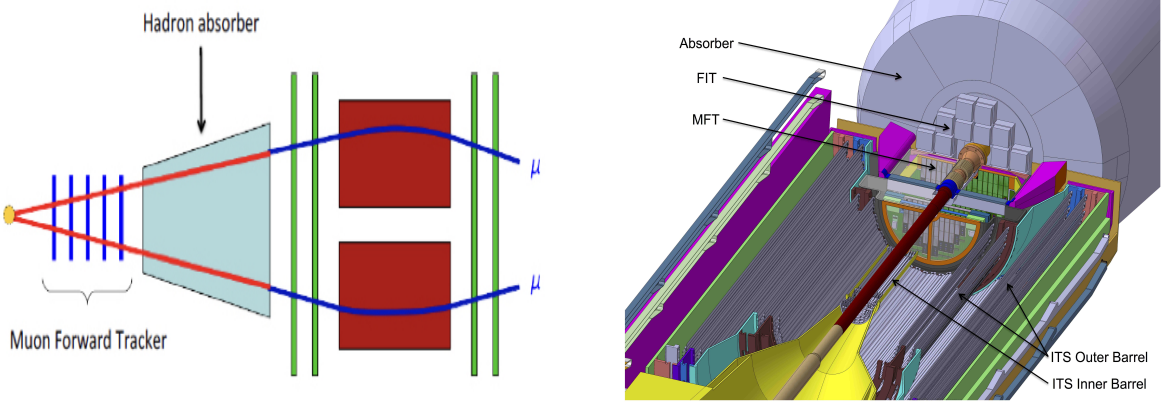 Hadron absorber
μ
μ
Muon Forward Tracker
Absorber
FIT
MFT
ITS Outer Barrel
ITS Inner Barrel